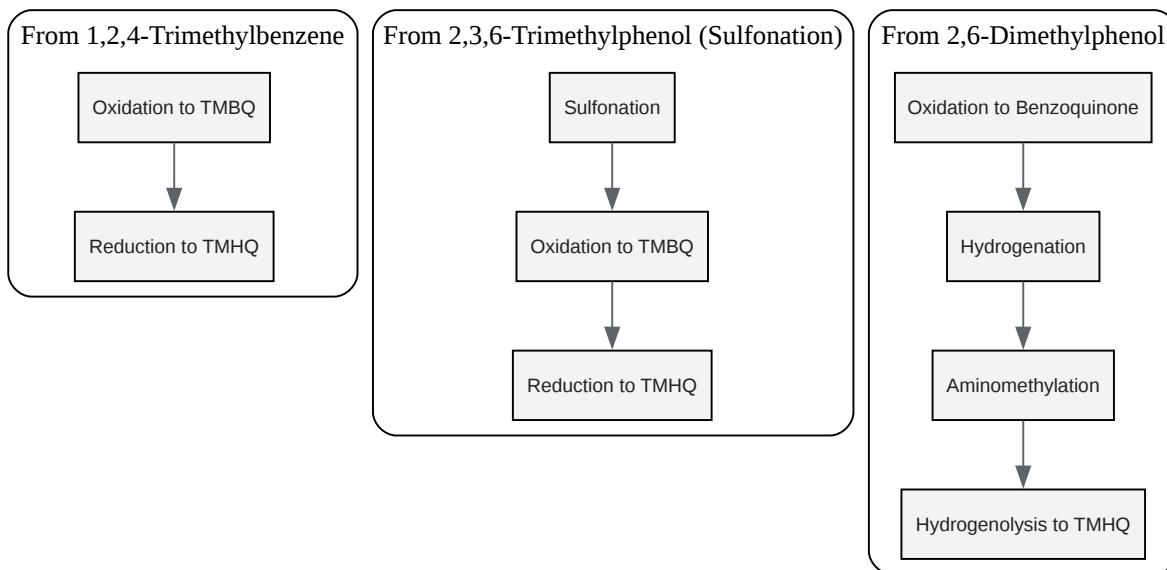 From 1,2,4-Trimethylbenzene
Oxidation to TMBQ
Reduction to TMHQ
From 2,3,6-Trimethylphenol (Sulfonation)
Sulfonation
Oxidation to TMBQ
Reduction to TMHQ
From 2,6-Dimethylphenol
Oxidation to Benzoquinone
Hydrogenation
Aminomethylation
Hydrogenolysis to TMHQ